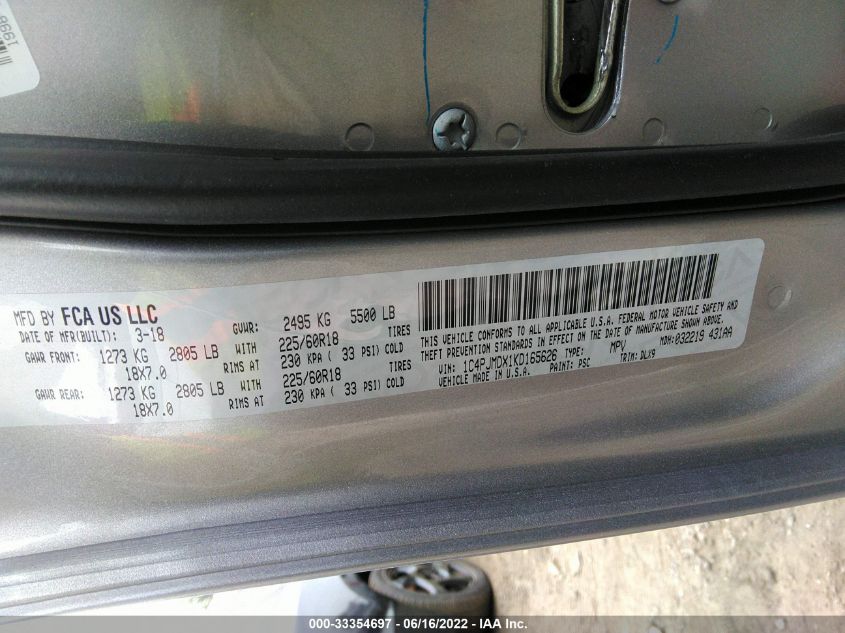 1998
MFD BY FCA US LLC
DATE OF MFR(BUILT): 3-18 GVWR: 2495 KG 5500 LB
GAWR FRONT: 1273 KG 2805 LB WITH 225/60R18 TIRES
18X7.0 RIMS AT 230 KPA ( 33 PSI) COLD
GAWR REAR: 1273 KG 2805 LB WITH 225/60R18 TIRES
18X7.0 RIMS AT 230 KPA ( 33 PSI) COLD
THIS VEHICLE CONFORMS TO ALL APPLICABLE U.S.A. FEDERAL MOTOR VEHICLE SAFETY AND
THEFT PREVENTION STANDARDS IN EFFECT ON THE DATE OF MANUFACTURE SHOWN ABOVE.
VIN: 1C4PJMDX1KD165626 TYPE: MPV MDH: 032219 431AA
VEHICLE MADE IN U.S.A. PAINT: PSC TRIM: DLX9
000-33354697 - 06/16/2022 - IAA Inc.